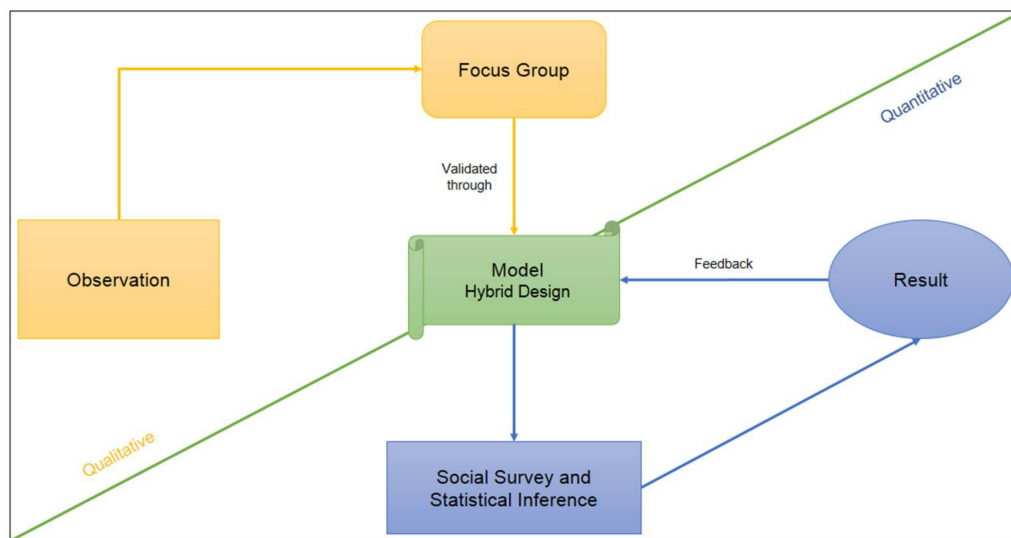 Focus Group
Quantitative
Validated
through
Observation
Model
Hybrid Design
Feedback
Result
Qualitative
Social Survey and
Statistical Inference